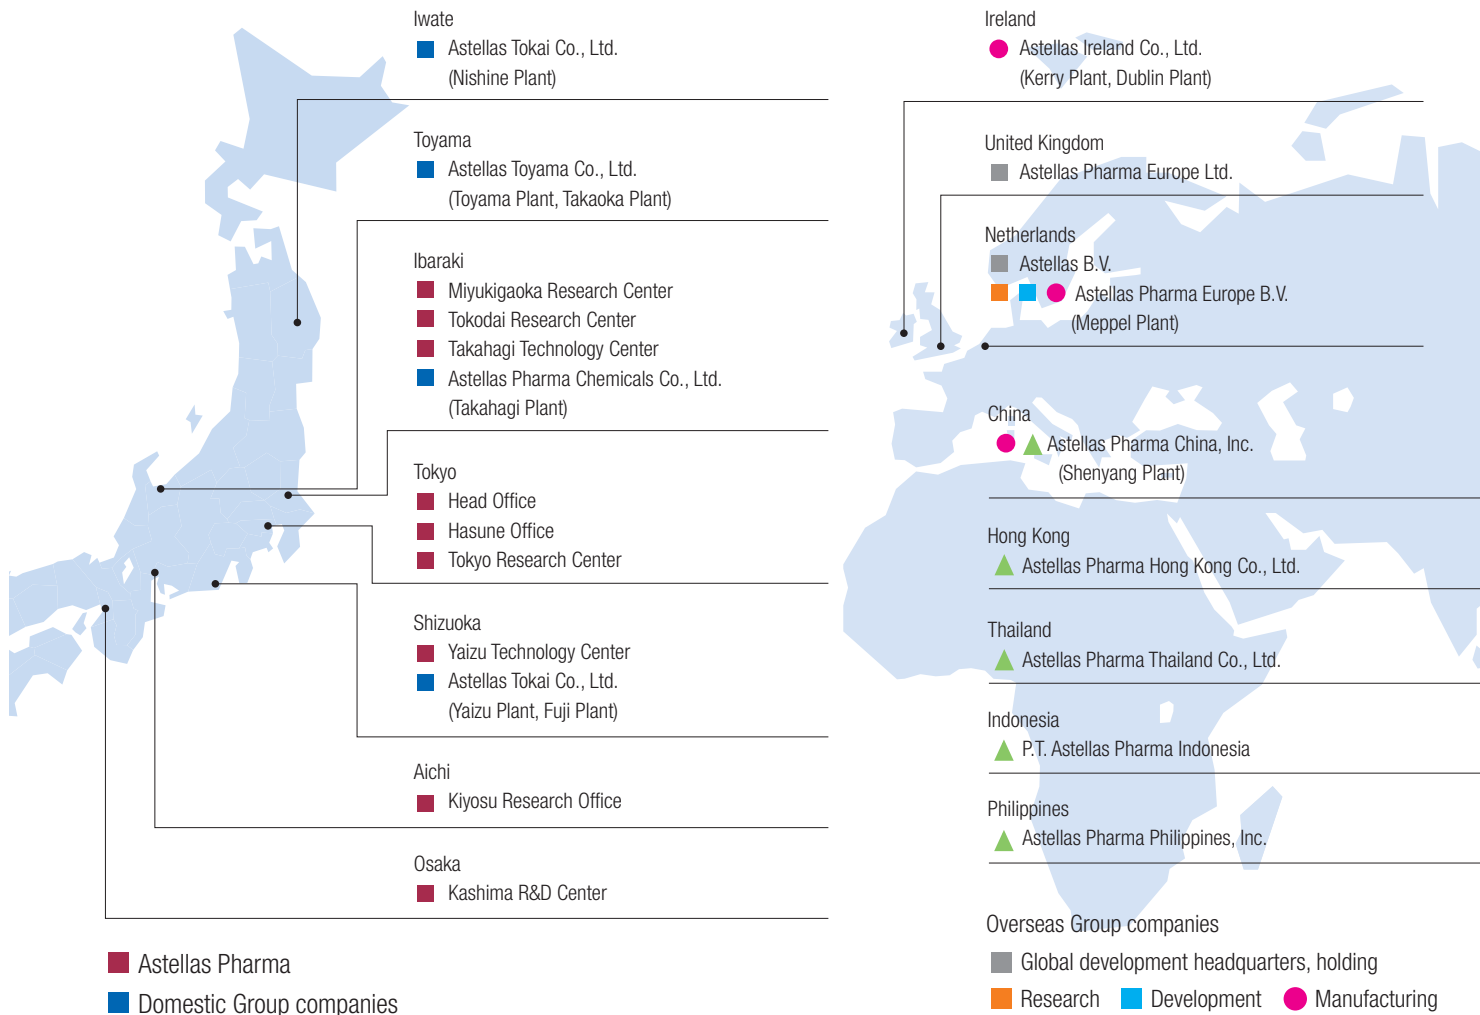 Iwate
Astellas Tokai Co., Ltd.
(Nishine Plant)
Toyama
Astellas Toyama Co., Ltd.
(Toyama Plant, Takaoka Plant)
Ibaraki
Miyukigaoka Research Center
Tokodai Research Center
Takahagi Technology Center
Astellas Pharma Chemicals Co., Ltd.
(Takahagi Plant)
Tokyo
Head Office
Hasune Office
Tokyo Research Center
Shizuoka
Yaizu Technology Center
Astellas Tokai Co., Ltd.
(Yaizu Plant, Fuji Plant)
Aichi
Kiyosu Research Office
Osaka
Kashima R&D Center
Astellas Pharma
Domestic Group companies
Ireland
Astellas Ireland Co., Ltd.
(Kerry Plant, Dublin Plant)
United Kingdom
Astellas Pharma Europe Ltd.
Netherlands
Astellas B.V.
Astellas Pharma Europe B.V.
(Meppel Plant)
China
Astellas Pharma China, Inc.
(Shenyang Plant)
Hong Kong
Astellas Pharma Hong Kong Co., Ltd.
Thailand
Astellas Pharma Thailand Co., Ltd.
Indonesia
P.T. Astellas Pharma Indonesia
Philippines
Astellas Pharma Philippines, Inc.
Overseas Group companies
Global development headquarters, holding
Research Development Manufacturing